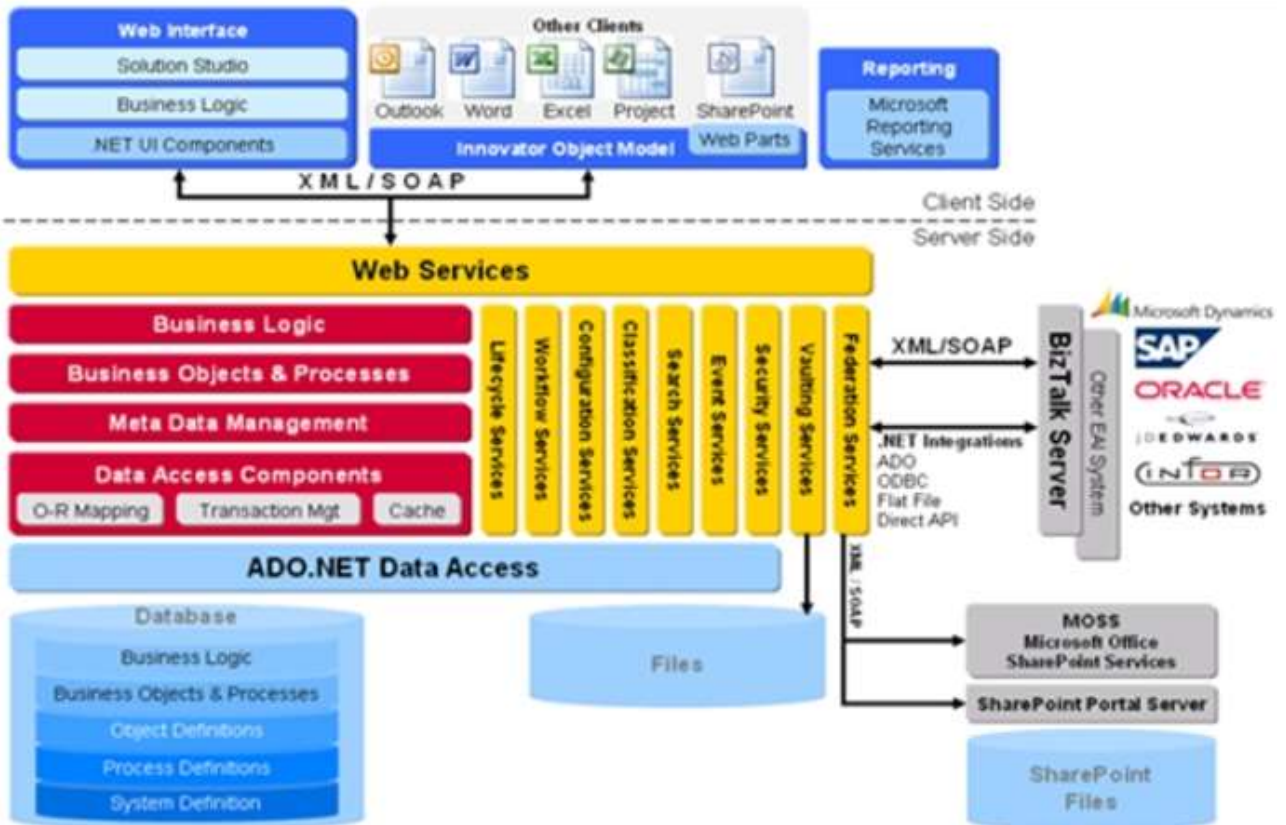 Web Interface
Solution Studio
Business Logic
.NET UI Components
Other Clients
Outlook
Word
Excel
Project
SharePoint
Web Parts
Innovator Object Model
Reporting
Microsoft
Reporting
Services
XML/SOAP
Client Side
Server Side
Web Services
Business Logic
Business Objects & Processes
Meta Data Management
Data Access Components
O-R Mapping
Transaction Mgt
Cache
Lifecycle Services
Workflow Services
Configuration Services
Classification Services
Search Services
Event Services
Security Services
Vaulting Services
Federation Services
XML/SOAP
.NET Integrations
ADO
ODBC
Flat File
Direct API
BizTalk Server
Other EAI System
Microsoft Dynamics
SAP
ORACLE
JDEDWARDS
infor
Other Systems
ADO.NET Data Access
XML / SOAP
Database
Business Logic
Business Objects & Processes
Object Definitions
Process Definitions
System Definition
Files
MOSS
Microsoft Office
SharePoint Services
SharePoint Portal Server
SharePoint
Files